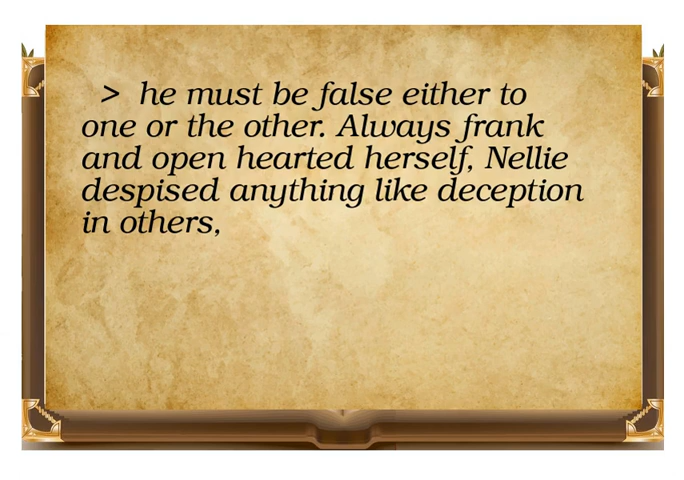 > he must be false either to
one or the other. Always frank
and open hearted herself, Nellie
despised anything like deception
in others,